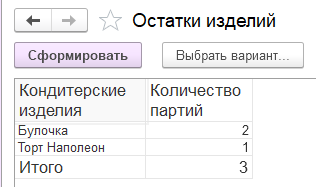 Остатки изделий
Сформировать Выбрать вариант...
Кондитерские Количество
изделия партий
Булочка 2
Торт Наполеон 1
Итого 3